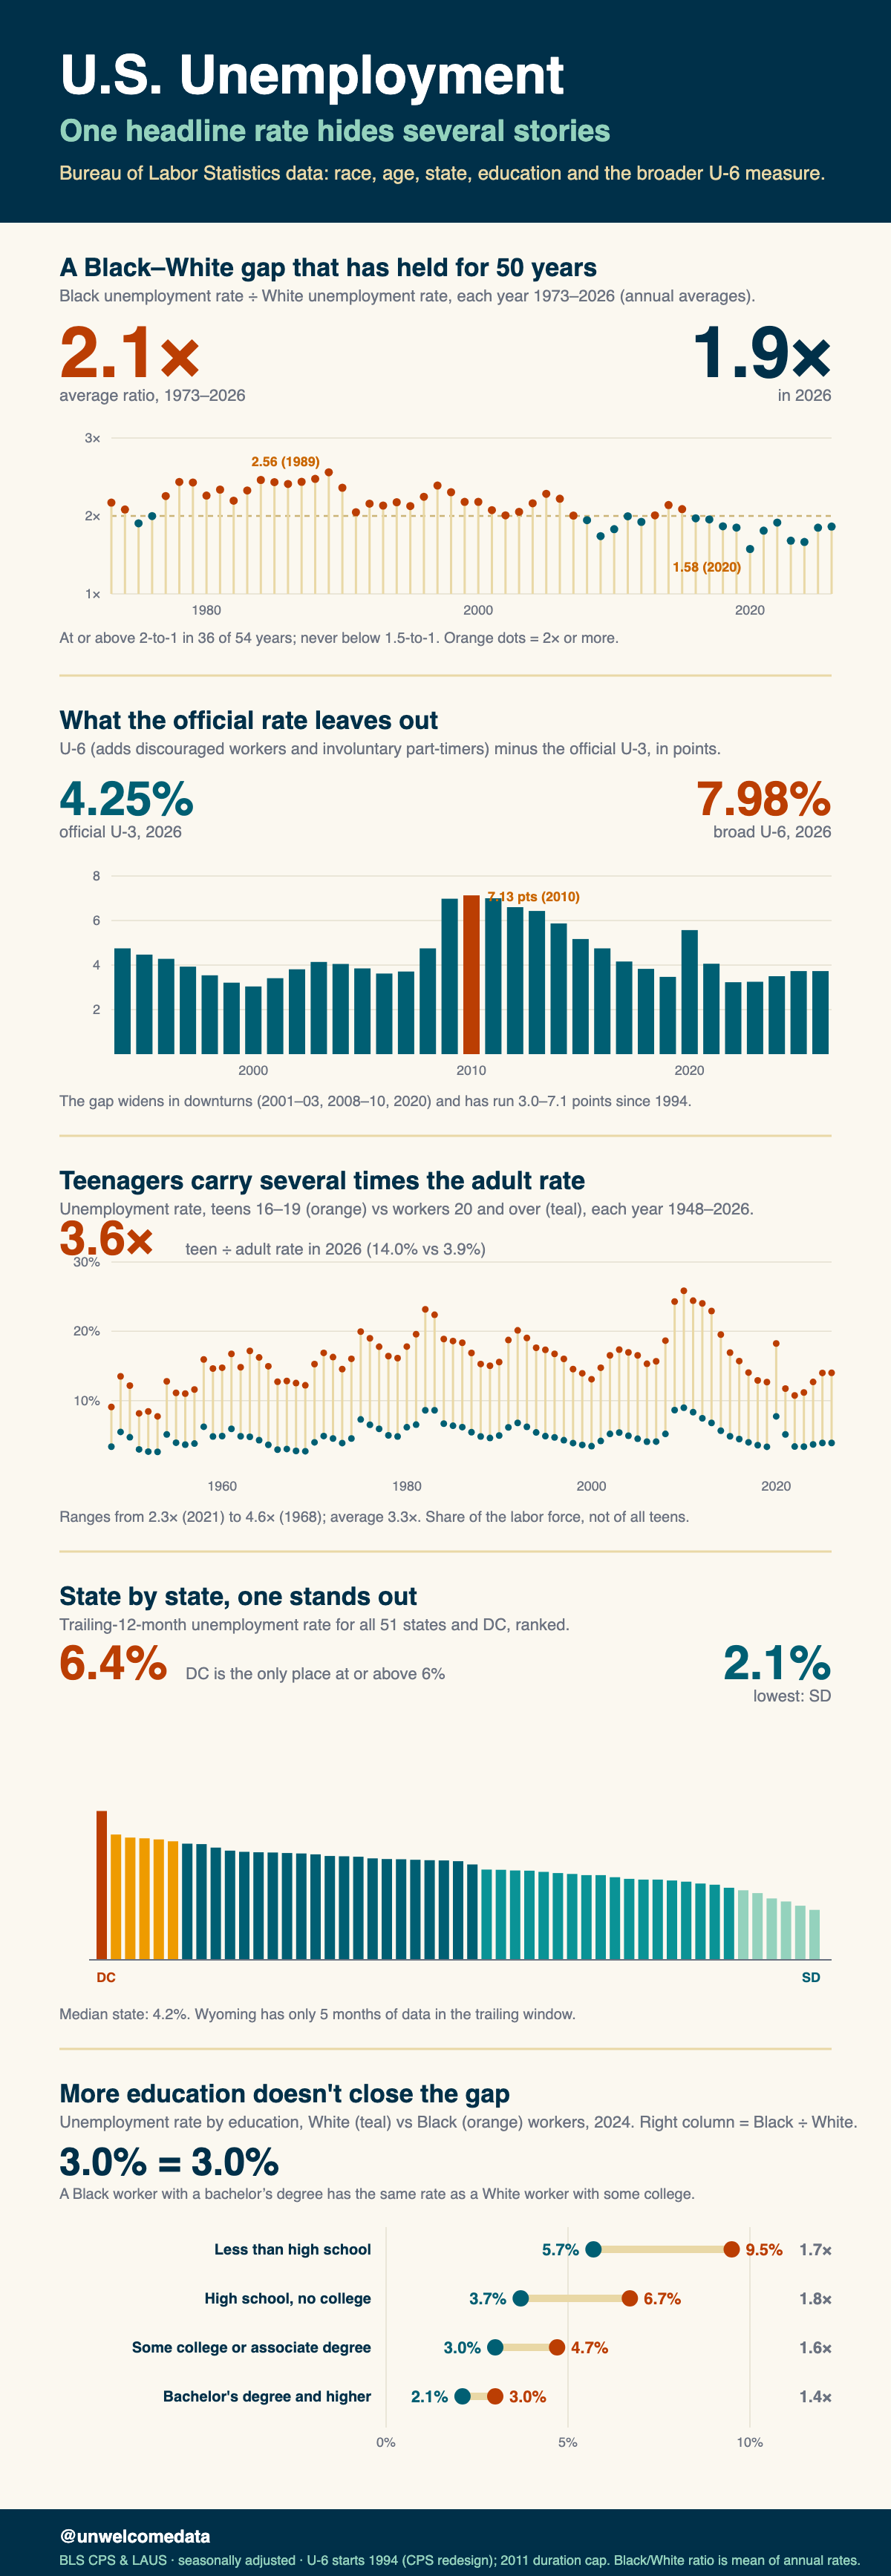 U.S. Unemployment
One headline rate hides several stories
Bureau of Labor Statistics data: race, age, state, education and the broader U-6 measure.
A Black–White gap that has held for 50 years
Black unemployment rate ÷ White unemployment rate, each year 1973–2026 (annual averages).
2.1× 1.9×
average ratio, 1973–2026 in 2026
3×
2.56 (1989)
2×
1.58 (2020)
1×
1980 2000 2020
At or above 2-to-1 in 36 of 54 years; never below 1.5-to-1. Orange dots = 2× or more.
What the official rate leaves out
U-6 (adds discouraged workers and involuntary part-timers) minus the official U-3, in points.
4.25% 7.98%
official U-3, 2026 broad U-6, 2026
8
7.13 pts (2010)
6
4
2
2000 2010 2020
The gap widens in downturns (2001–03, 2008–10, 2020) and has run 3.0–7.1 points since 1994.
Teenagers carry several times the adult rate
Unemployment rate, teens 16–19 (orange) vs workers 20 and over (teal), each year 1948–2026.
3.6× teen ÷ adult rate in 2026 (14.0% vs 3.9%)
30%
20%
10%
1960 1980 2000 2020
Ranges from 2.3× (2021) to 4.6× (1968); average 3.3×. Share of the labor force, not of all teens.
State by state, one stands out
Trailing-12-month unemployment rate for all 51 states and DC, ranked.
6.4% DC is the only place at or above 6% 2.1%
lowest: SD
DC SD
Median state: 4.2%. Wyoming has only 5 months of data in the trailing window.
More education doesn't close the gap
Unemployment rate by education, White (teal) vs Black (orange) workers, 2024. Right column = Black ÷ White.
3.0% = 3.0%
A Black worker with a bachelor’s degree has the same rate as a White worker with some college.
Less than high school 5.7% 9.5% 1.7×
High school, no college 3.7% 6.7% 1.8×
Some college or associate degree 3.0% 4.7% 1.6×
Bachelor's degree and higher 2.1% 3.0% 1.4×
0% 5% 10%
@unwelcomedata
BLS CPS & LAUS · seasonally adjusted · U-6 starts 1994 (CPS redesign); 2011 duration cap. Black/White ratio is mean of annual rates.